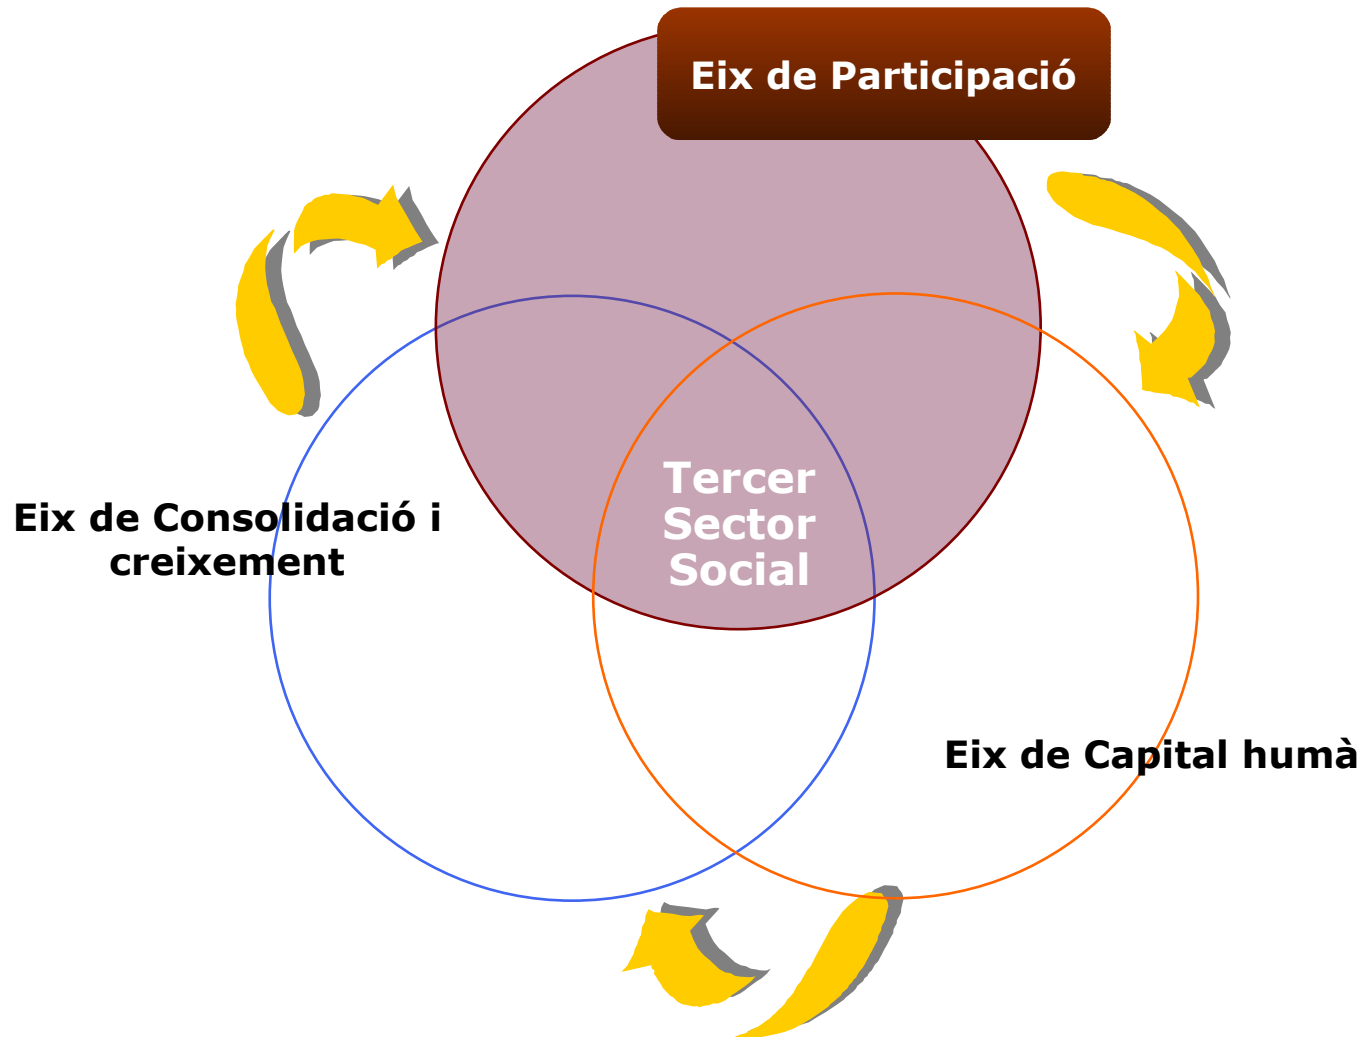 Eix de Participació
Tercer
Sector
Social
Eix de Consolidació i
creixement
Eix de Capital humà